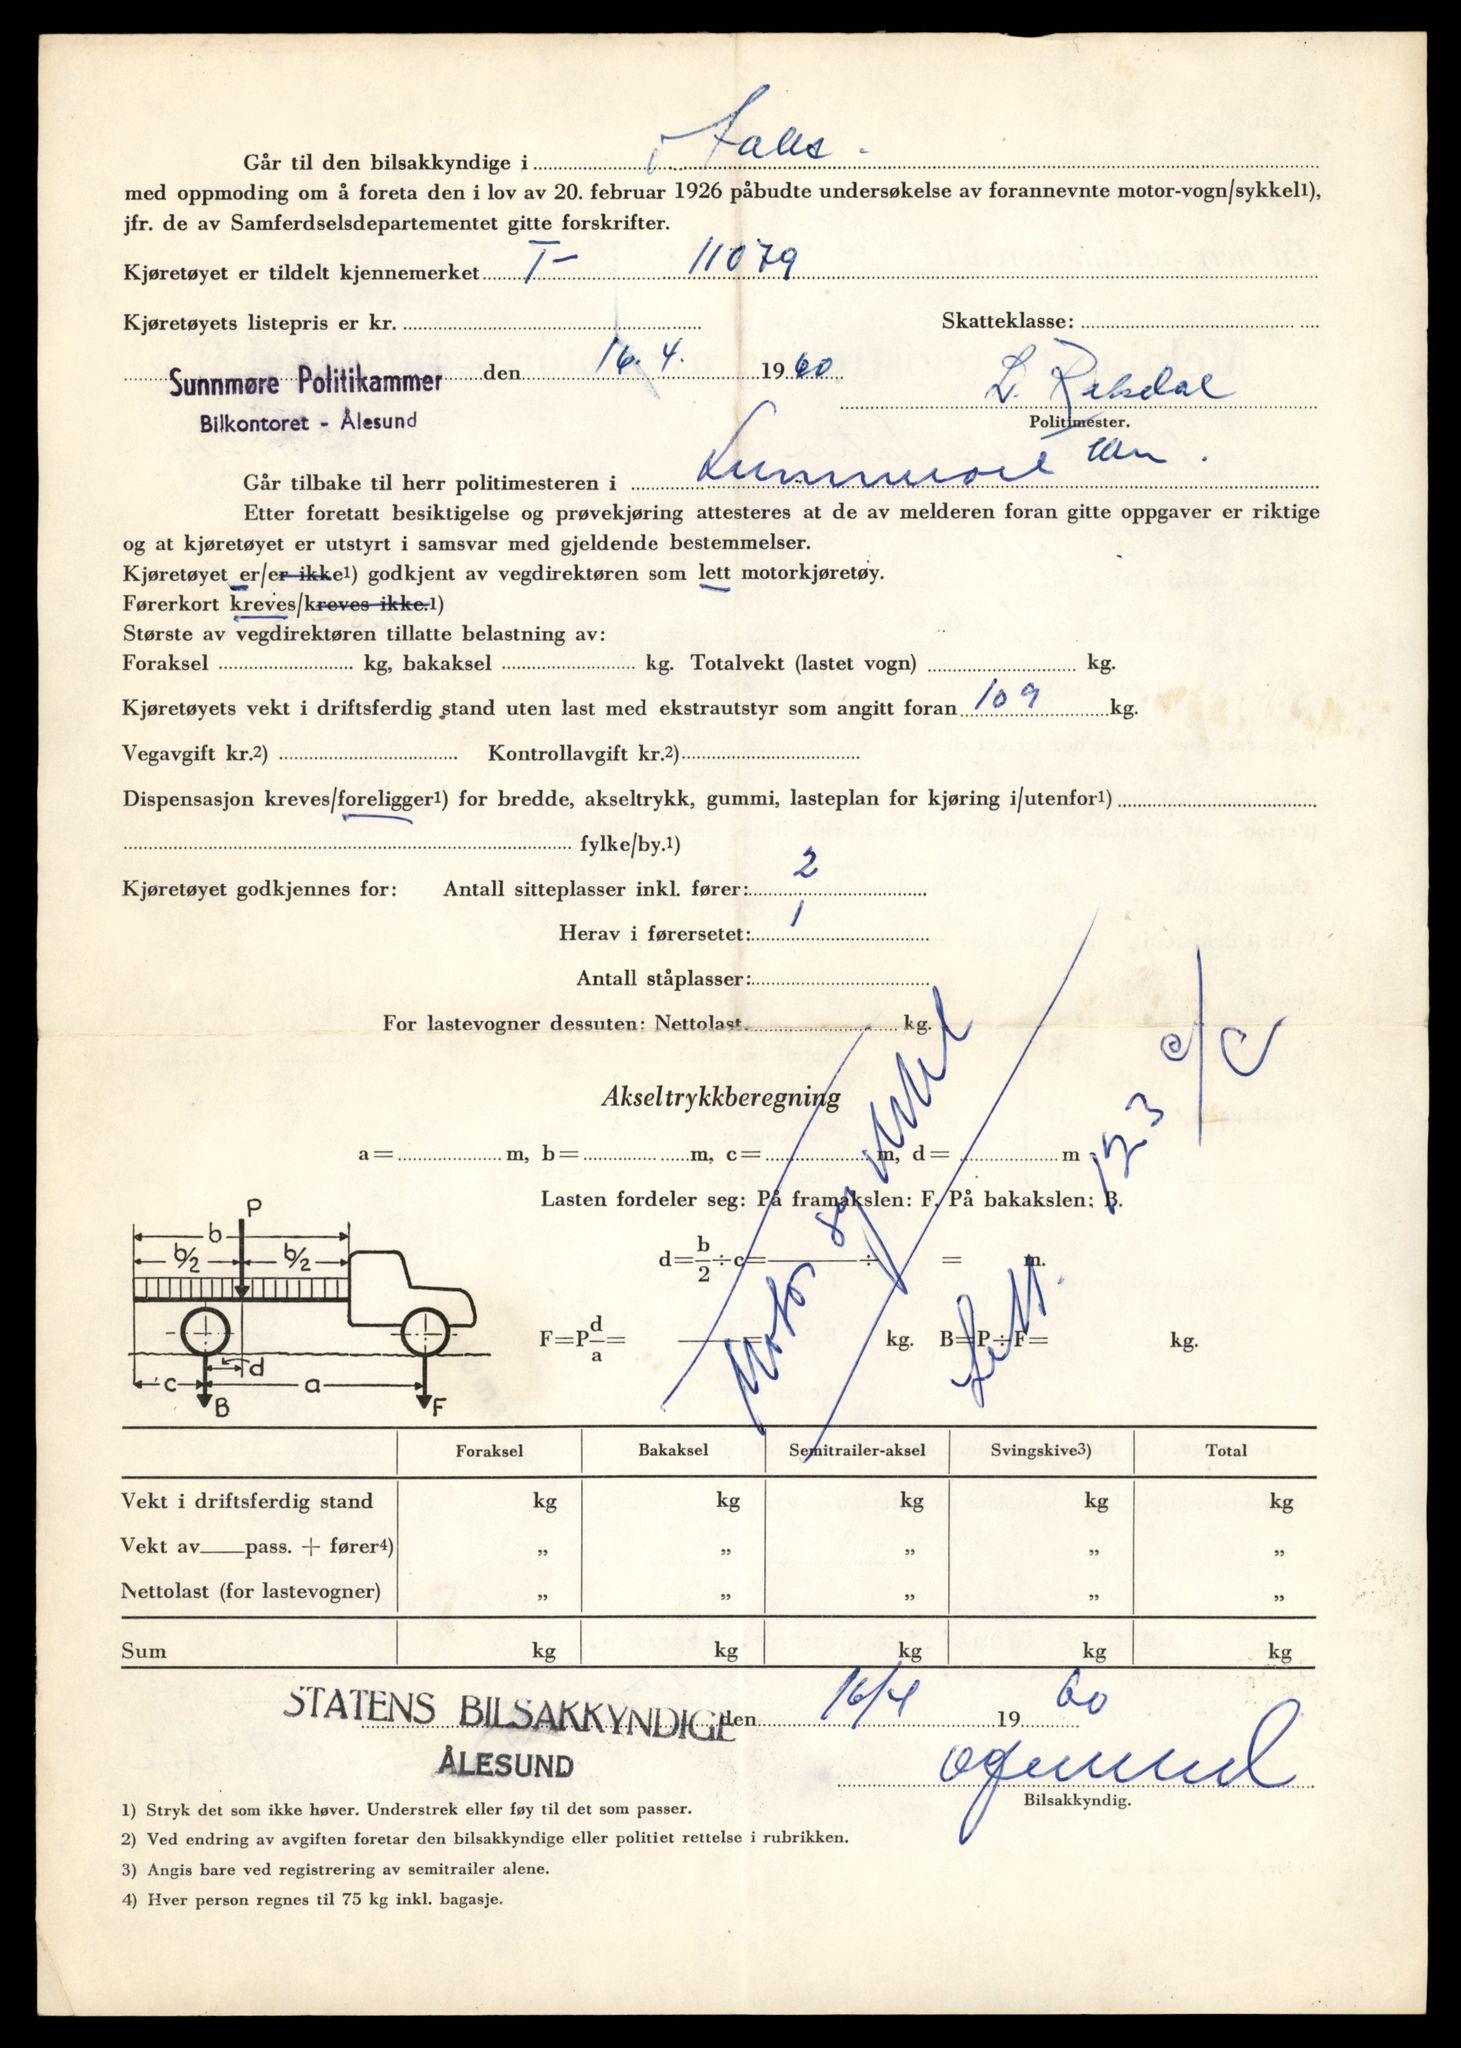 Går til den bilsakkyndige i Aales.
med oppmoding om å foreta den i lov av 20. februar 1926 påbudte undersøkelse av forannevnte motor-vogn/sykkel1),
jfr. de av Samferdselsdepartementet gitte forskrifter.
Kjøretøyet er tildelt kjennemerket T- 11079
Kjøretøyets listepris er kr. Skatteklasse:
Sunnmøre Politikammer den 16.4. 1960 L. Raksdal
Bilkontoret - Ålesund Politimester.
Går tilbake til herr politimesteren i Sunnmøre
Etter foretatt besiktigelse og prøvekjøring attesteres at de av melderen foran gitte oppgaver er riktige
og at kjøretøyet er utstyrt i samsvar med gjeldende bestemmelser.
Kjøretøyet er/er ikke1) godkjent av vegdirektøren som lett motorkjøretøy.
Førerkort kreves/kreves ikke.1)
Største av vegdirektøren tillatte belastning av:
Foraksel kg, bakaksel kg. Totalvekt (lastet vogn) kg.
Kjøretøyets vekt i driftsferdig stand uten last med ekstrautstyr som angitt foran 109 kg.
Vegavgift kr.2) Kontrollavgift kr.2)
Dispensasjon kreves/foreligger1) for bredde, akseltrykk, gummi, lasteplan for kjøring i/utenfor1)
fylke/by.1)
Kjøretøyet godkjennes for: Antall sitteplasser inkl. fører: 2
Herav i førersetet: 1
Antall ståplasser:
For lastevogner dessuten: Nettolast kg.
Motorsykkel
Lett.
123 c/c
Akseltrykkberegning
a= m, b= m, c= m, d= m
Lasten fordeler seg: På framakslen: F. På bakakslen: B.
d=b/2÷c= ÷ = m.
F=P d/a= = kg. B=P÷F= kg.
P
b
b/2 b/2
d
c a
B F
Foraksel Bakaksel Semitrailer-aksel Svingskive3) Total
Vekt i driftsferdig stand kg kg kg kg kg
Vekt av pass. + fører4) „ „ „ „ „
Nettolast (for lastevogner) „ „ „ „ „
Sum kg kg kg kg kg
STATENS BILSAKKYNDIGE den 16/4 19 60
ÅLESUND
Bilsakkyndig.
1) Stryk det som ikke høver. Understrek eller føy til det som passer.
2) Ved endring av avgiften foretar den bilsakkyndige eller politiet rettelse i rubrikken.
3) Angis bare ved registrering av semitrailer alene.
4) Hver person regnes til 75 kg inkl. bagasje.